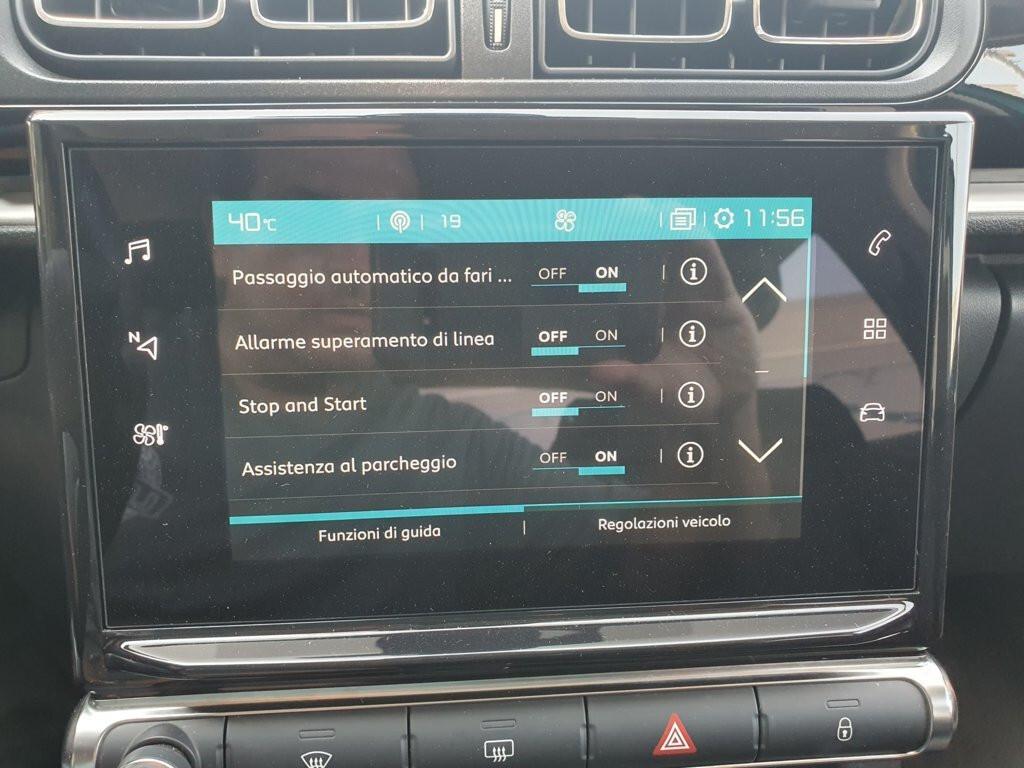 40°C 19 11:56
Passaggio automatico da fari ... OFF ON
Allarme superamento di linea OFF ON
Stop and Start OFF ON
Assistenza al parcheggio OFF ON
Funzioni di guida Regolazioni veicolo
N